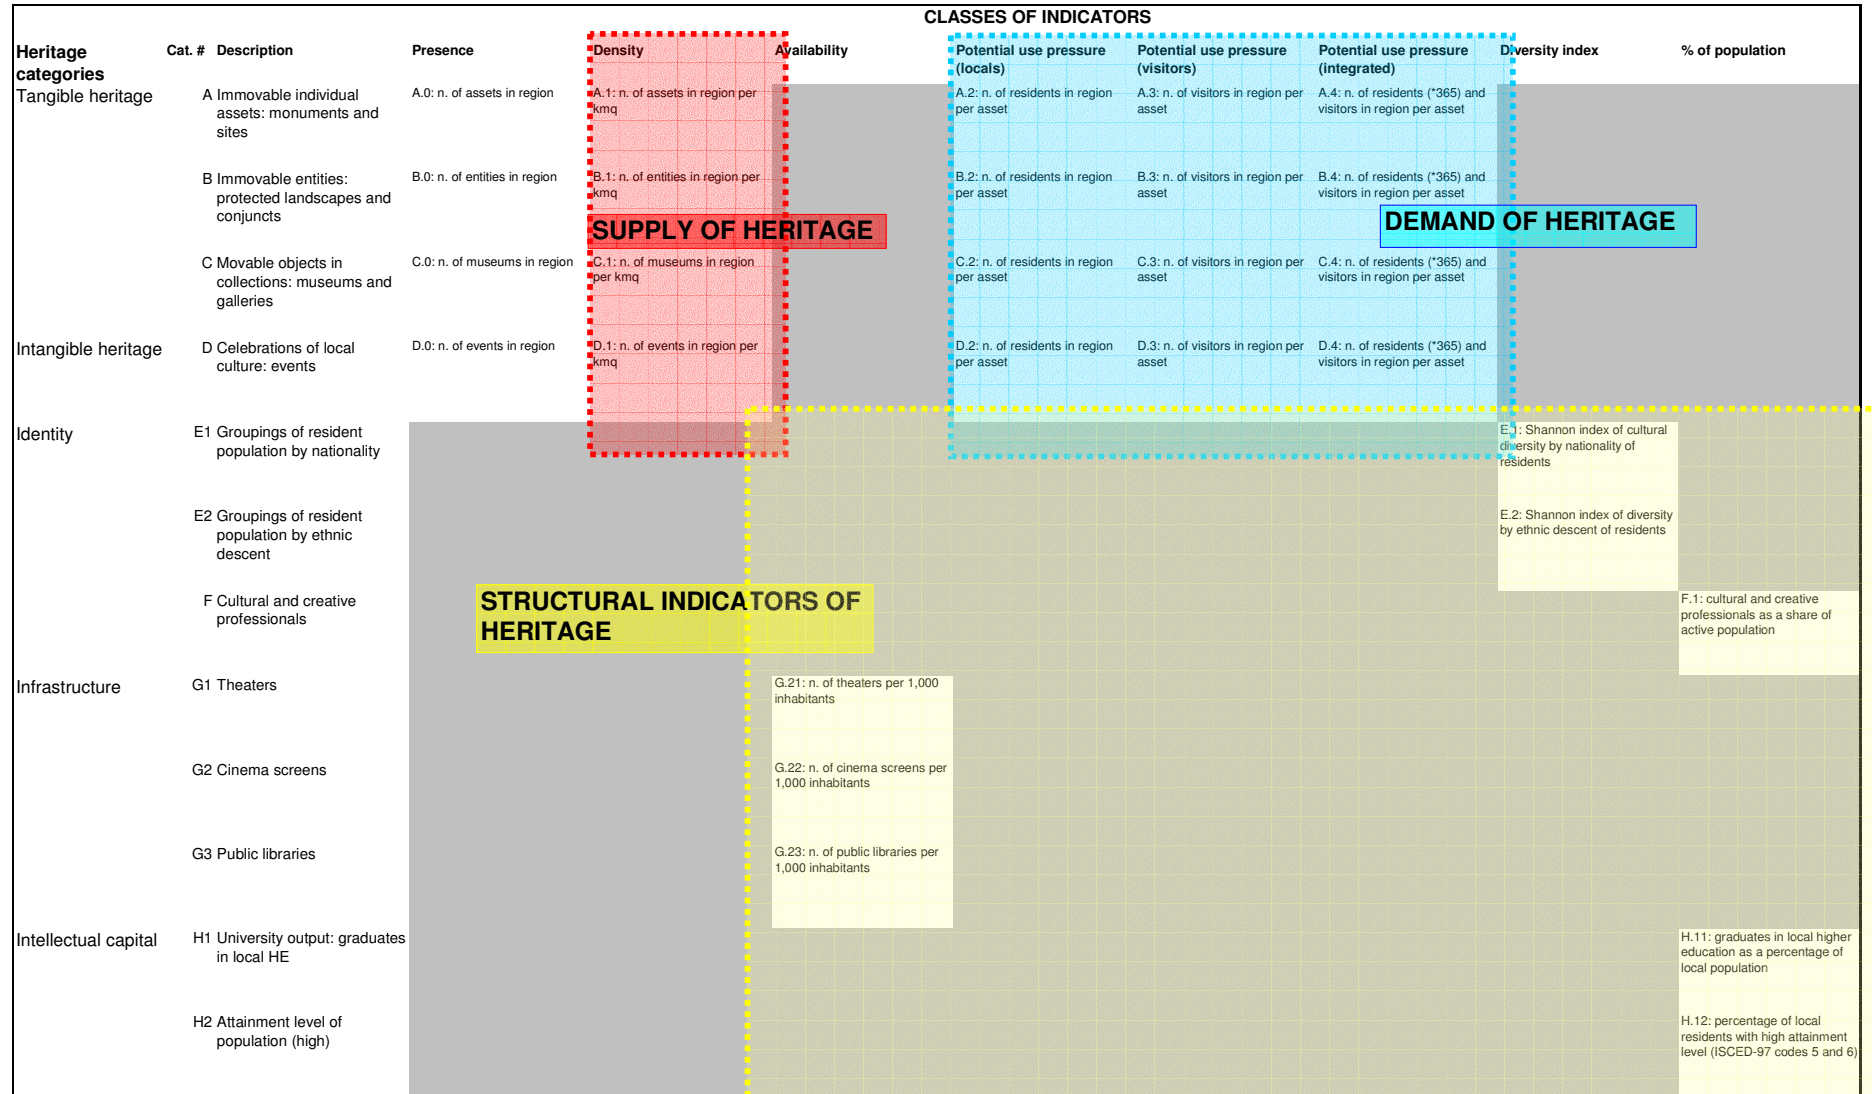 CLASSES OF INDICATORS
Heritage categories
Cat. #
Description
Presence
Density
Availability
Potential use pressure (locals)
Potential use pressure (visitors)
Potential use pressure (integrated)
Diversity index
% of population
Tangible heritage
A
Immovable individual
assets: monuments and
sites
A.0: n. of assets in region
A.1: n. of assets in region per
kmq
A.2: n. of residents in region
per asset
A.3: n. of visitors in region per
asset
A.4: n. of residents (*365) and
visitors in region per asset
B
Immovable entities:
protected landscapes and
conjuncts
B.0: n. of entities in region
B.1: n. of entities in region per
kmq
B.2: n. of residents in region
per asset
B.3: n. of visitors in region per
asset
B.4: n. of residents (*365) and
visitors in region per asset
SUPPLY OF HERITAGE
DEMAND OF HERITAGE
C
Movable objects in
collections: museums and
galleries
C.0: n. of museums in region
C.1: n. of museums in region
per kmq
C.2: n. of residents in region
per asset
C.3: n. of visitors in region per
asset
C.4: n. of residents (*365) and
visitors in region per asset
Intangible heritage
D
Celebrations of local
culture: events
D.0: n. of events in region
D.1: n. of events in region per
kmq
D.2: n. of residents in region
per asset
D.3: n. of visitors in region per
asset
D.4: n. of residents (*365) and
visitors in region per asset
Identity
E1
Groupings of resident
population by nationality
E.1: Shannon index of cultural
diversity by nationality of
residents
E2
Groupings of resident
population by ethnic
descent
E.2: Shannon index of diversity
by ethnic descent of residents
F
Cultural and creative
professionals
STRUCTURAL INDICATORS OF
HERITAGE
F.1: cultural and creative
professionals as a share of
active population
Infrastructure
G1
Theaters
G.21: n. of theaters per 1,000
inhabitants
G2
Cinema screens
G.22: n. of cinema screens per
1,000 inhabitants
G3
Public libraries
G.23: n. of public libraries per
1,000 inhabitants
Intellectual capital
H1
University output: graduates
in local HE
H.11: graduates in local higher
education as a percentage of
local population
H2
Attainment level of
population (high)
H.12: percentage of local
residents with high attainment
level (ISCED-97 codes 5 and 6)